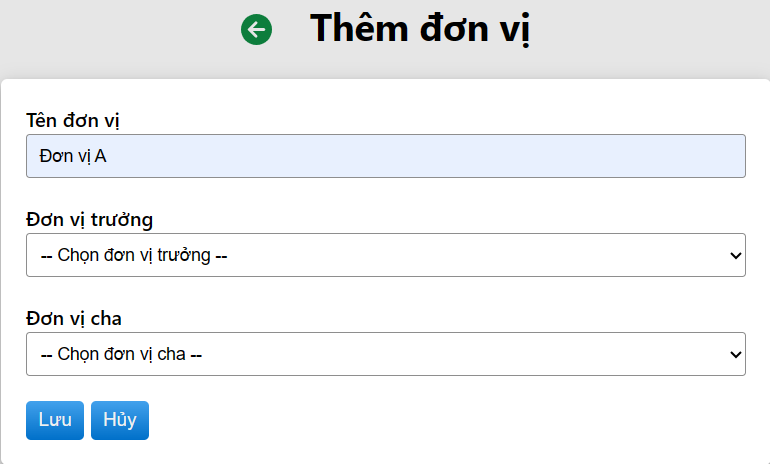 Thêm đơn vị
Tên đơn vị
Đơn vị A
Đơn vị trưởng
-- Chọn đơn vị trưởng --
Đơn vị cha
-- Chọn đơn vị cha --
Lưu Hủy